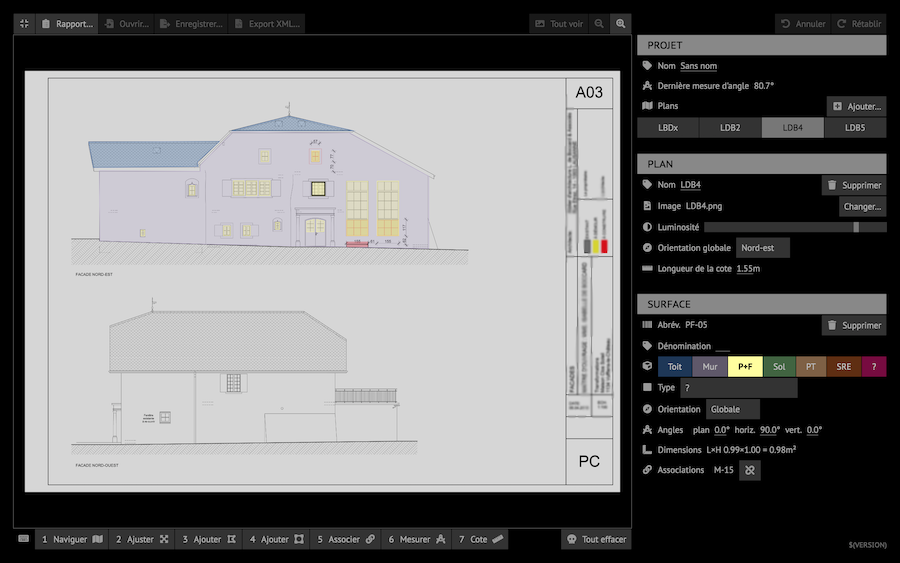 Rapport... Ouvrir... Enregistrer... Export XML... Tout voir Annuler Rétablir
PROJET
Nom Sans nom
Dernière mesure d'angle 80.7°
Plans Ajouter...
LBDx LDB2 LDB4 LDB5
PLAN
Nom LDB4 Supprimer
Image LDB4.png Changer...
Luminosité
Orientation globale Nord-est
Longueur de la cote 1.55m
SURFACE
Abrév. PF-05 Supprimer
Dénomination
Toit Mur P+F Sol PT SRE ?
Type ?
Orientation Globale
Angles plan 0.0° horiz. 90.0° vert. 0.0°
Dimensions L×H 0.99×1.00 = 0.98m²
Associations M-15
A03
FACADE NORD-EST
FACADE NORD-OUEST
FACADES
PC
1 Naviguer 2 Ajuster 3 Ajouter 4 Ajouter 5 Associer 6 Mesurer 7 Cote Tout effacer
$(VERSION)